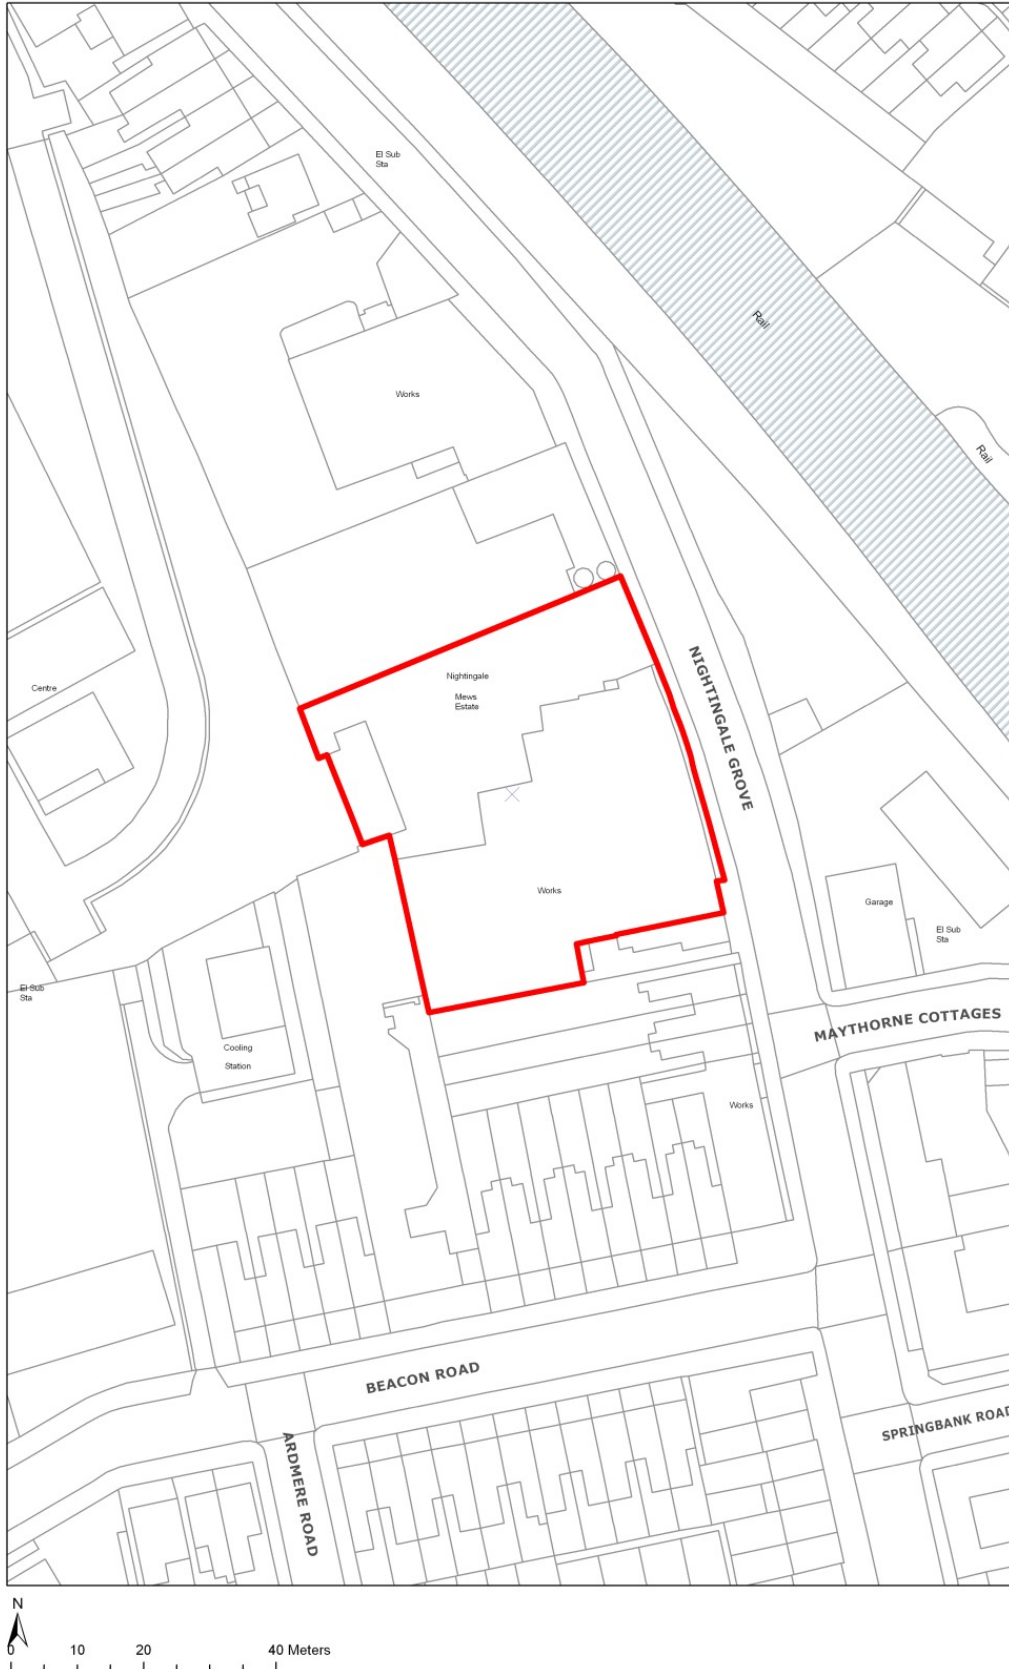 El Sub
Sta
Rail
Works
Rail
Nightingale
Mews
Estate
Centre
NIGHTINGALE GROVE
Works
Garage
El Sub
Sta
El Sub
Sta
MAYTHORNE COTTAGES
Cooling
Station
Works
BEACON ROAD
SPRINGBANK ROAD
ARDMERE ROAD
N
0 10 20 40 Meters